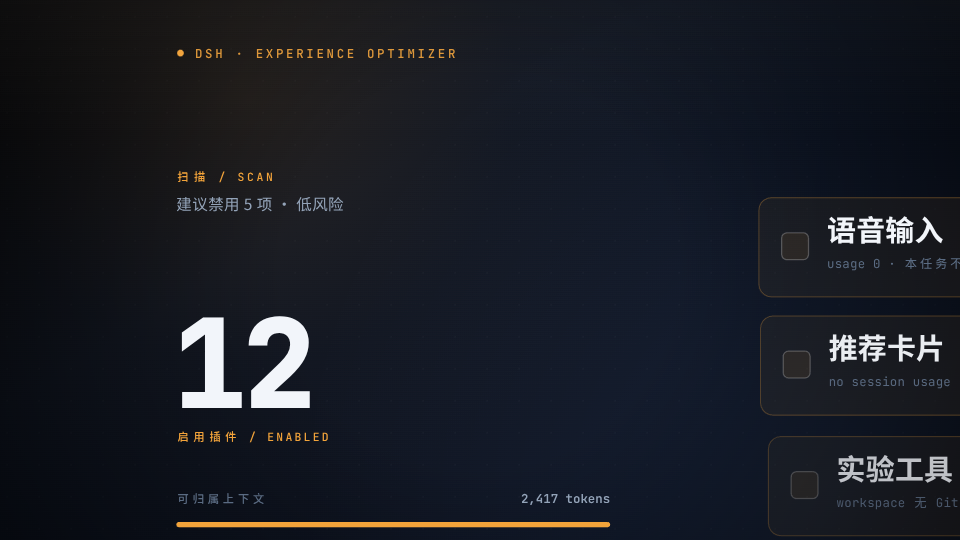 DSH · EXPERIENCE OPTIMIZER
扫描 / SCAN
建议禁用 5 项 · 低风险
12
启用插件 / ENABLED
可归属上下文
2,417 tokens
语音输入
usage 0 · 本任务不
推荐卡片
no session usage
实验工具
workspace 无 Git